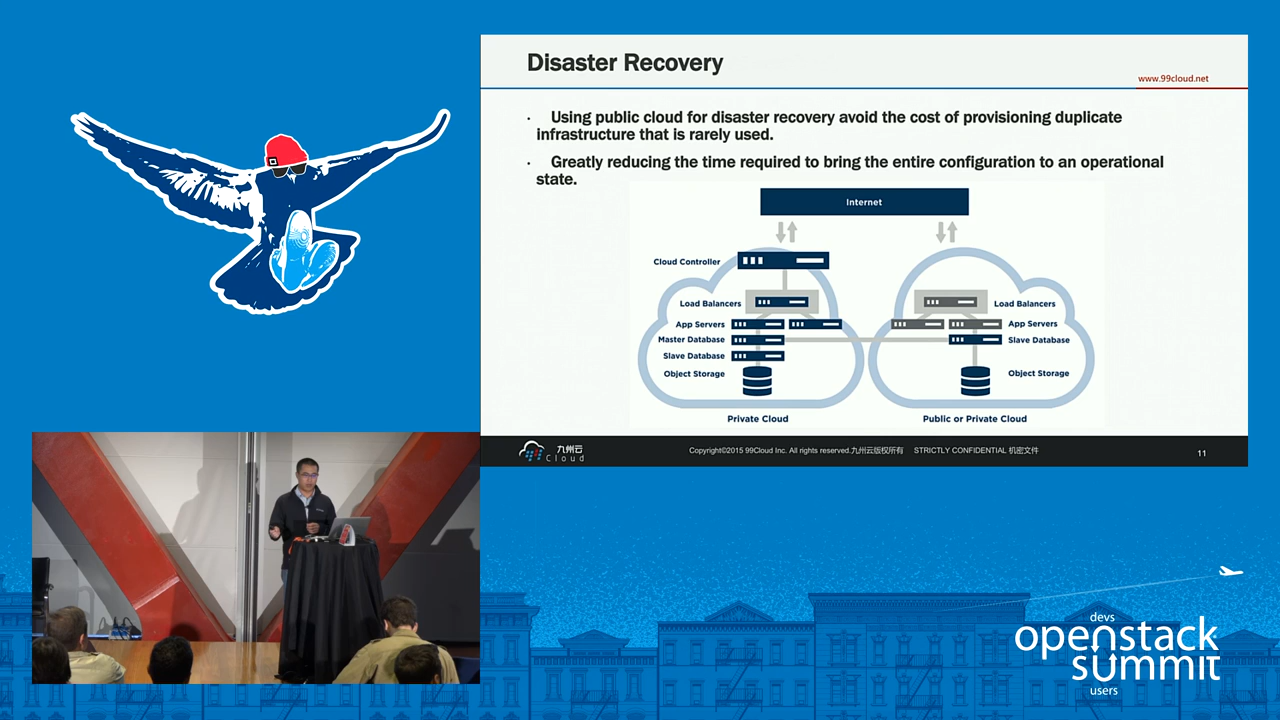 Disaster Recovery
www.99cloud.net
· Using public cloud for disaster recovery avoid the cost of provisioning duplicate
infrastructure that is rarely used.
· Greatly reducing the time required to bring the entire configuration to an operational
state.
Internet
Cloud Controller
Load Balancers
App Servers
Master Database
Slave Database
Object Storage
Private Cloud
Load Balancers
App Servers
Slave Database
Object Storage
Public or Private Cloud
九州云
Cloud
Copyright©2015 99Cloud Inc. All rights reserved.九州云版权所有 STRICTLY CONFIDENTIAL 机密文件
11
devs
openstack
summit
users